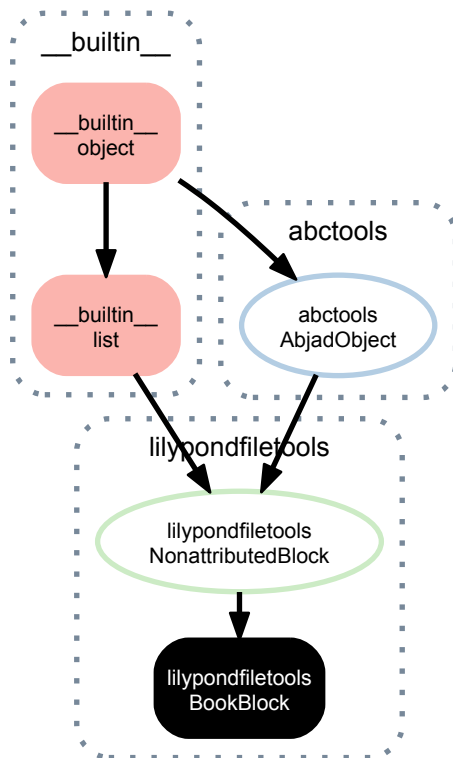 __builtin__
__builtin__
object
abctools
__builtin__
list
abctools
AbjadObject
lilypondfiletools
lilypondfiletools
NonattributedBlock
lilypondfiletools
BookBlock